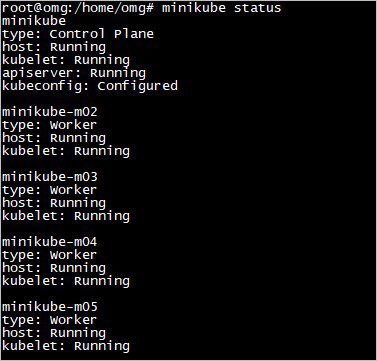 root@omg:/home/omg# minikube status
minikube
type: Control Plane
host: Running
kubelet: Running
apiserver: Running
kubeconfig: Configured
minikube-m02
type: Worker
host: Running
kubelet: Running
minikube-m03
type: Worker
host: Running
kubelet: Running
minikube-m04
type: Worker
host: Running
kubelet: Running
minikube-m05
type: Worker
host: Running
kubelet: Running